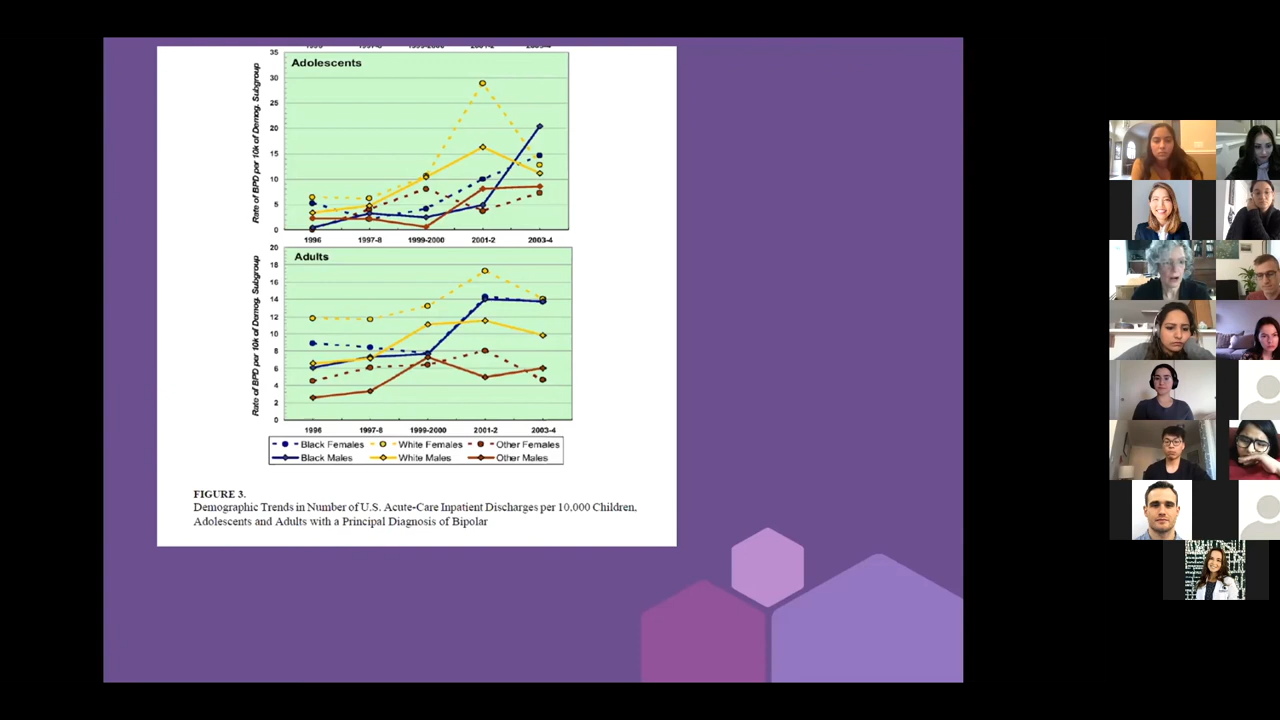 Adolescents
Rate of BPD per 10k of Demog. Subgroup
35
30
25
20
15
10
5
0
1996 1997-8 1999-2000 2001-2 2003-4
Adults
Rate of BPD per 10k of Demog. Subgroup
20
18
16
14
12
10
8
6
4
2
0
1996 1997-8 1999-2000 2001-2 2003-4
Black Females White Females Other Females
Black Males White Males Other Males
FIGURE 3.
Demographic Trends in Number of U.S. Acute-Care Inpatient Discharges per 10,000 Children,
Adolescents and Adults with a Principal Diagnosis of Bipolar